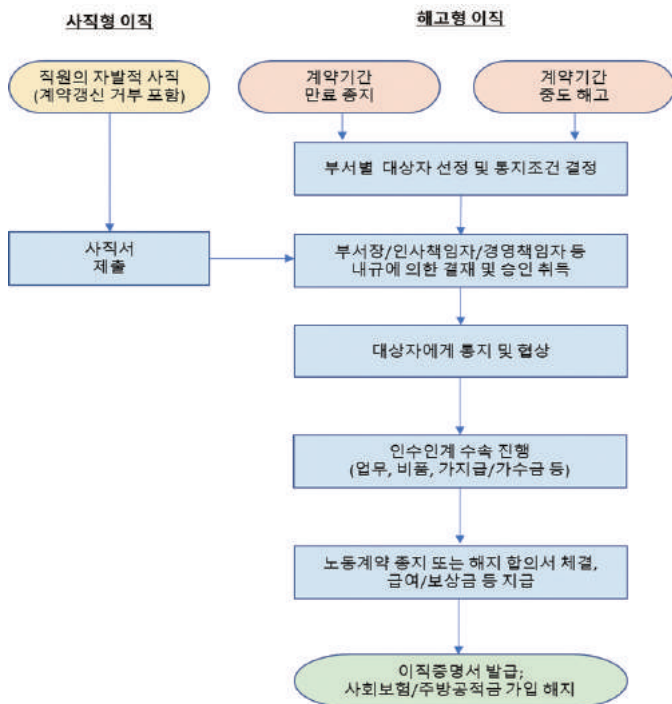 사직형 이직
해고형 이직
직원의 자발적 사직
(계약갱신 거부 포함)
계약기간
만료 종지
계약기간
중도 해고
부서별 대상자 선정 및 통지조건 결정
사직서
제출
부서장/인사책임자/경영책임자 등
내규에 의한 결재 및 승인 취득
대상자에게 통지 및 협상
인수인계 수속 진행
(업무, 비품, 가지급/가수금 등)
노동계약 종지 또는 해지 합의서 체결,
급여/보상금 등 지급
이직증명서 발급;
사회보험/주방공적금 가입 해지